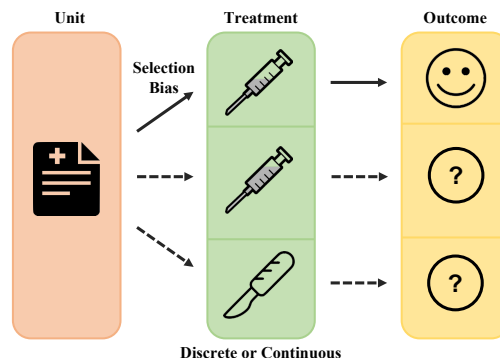 Unit
Treatment
Outcome
Selection
Bias
?
?
Discrete or Continuous